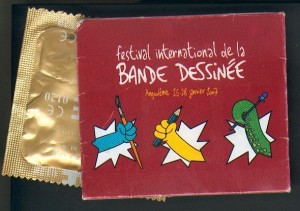 festival international de la
BANDE DESSINÉE
Angoulême 25-28 janvier 2007